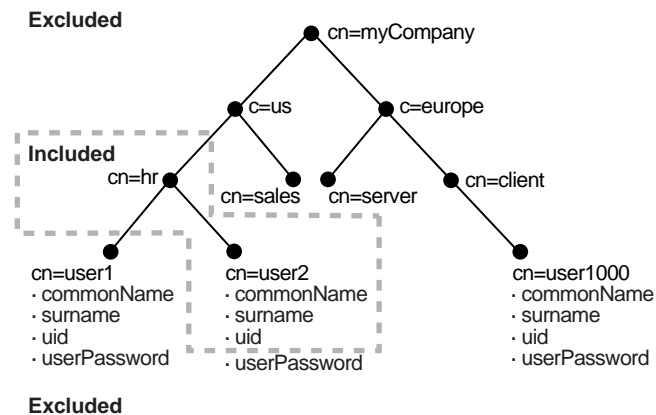 Excluded
cn=myCompany
c=us
c=europe
Included
cn=hr
cn=sales
cn=server
cn=client
cn=user1
· commonName
· surname
· uid
· userPassword
cn=user2
· commonName
· surname
· uid
· userPassword
cn=user1000
· commonName
· surname
· uid
· userPassword
Excluded